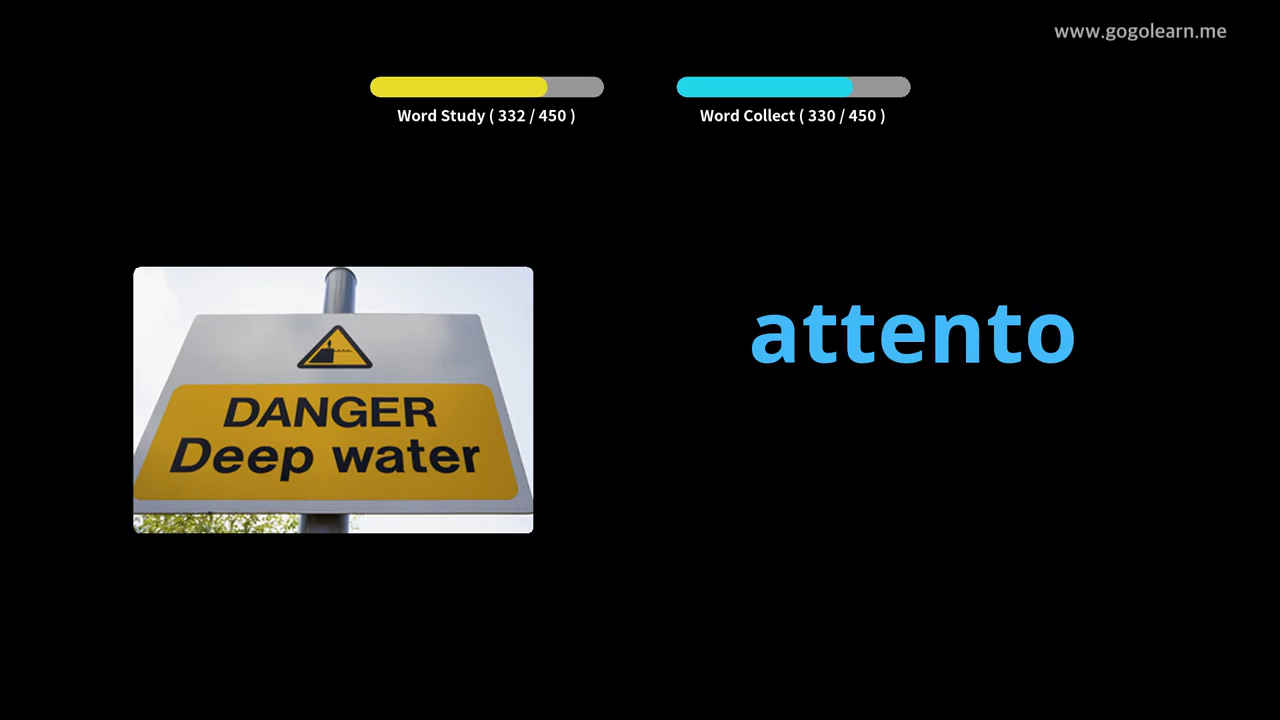 www.gogolearn.me
Word Study ( 332 / 450 )
Word Collect ( 330 / 450 )
DANGER
Deep water
attento